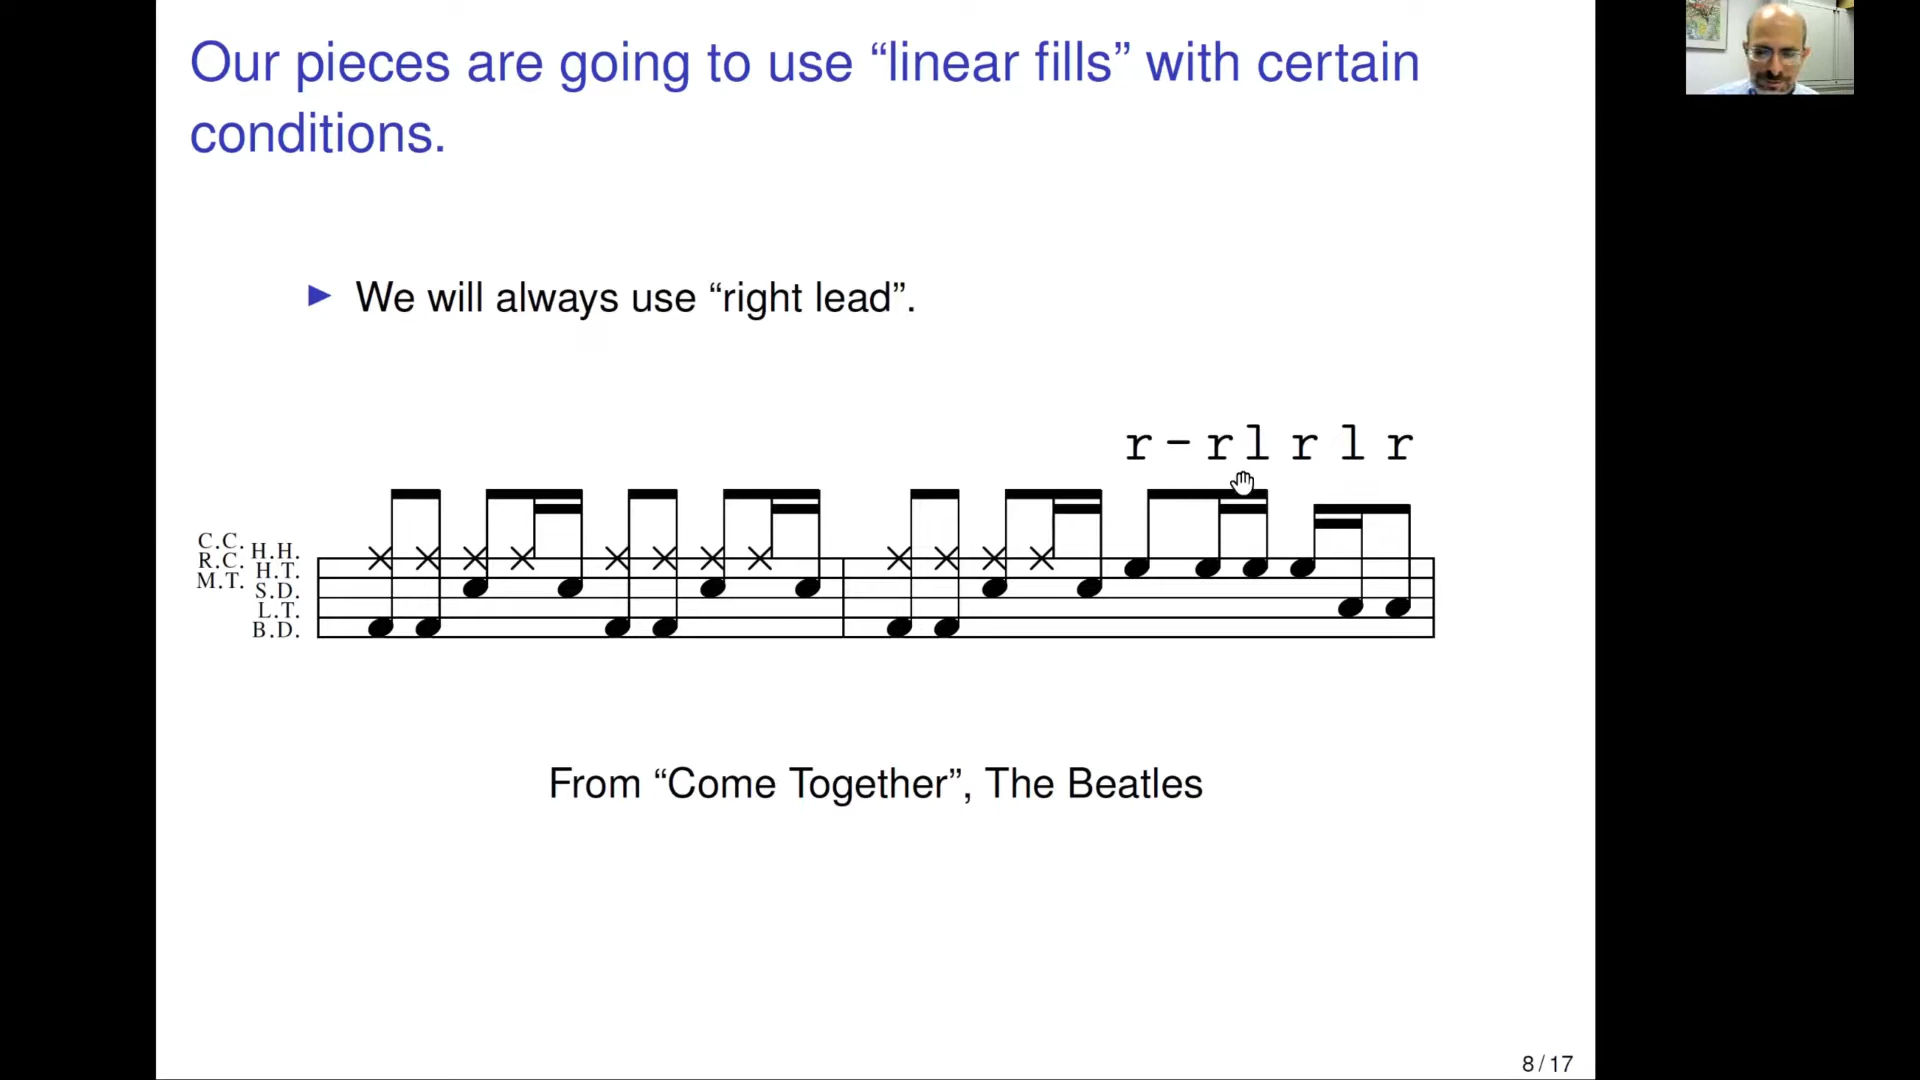 Our pieces are going to use “linear fills” with certain
conditions.
We will always use “right lead”.
r - r l r l r
C.C. H.H.
R.C. H.T.
M.T. S.D.
L.T.
B.D.
From “Come Together”, The Beatles
8 / 17